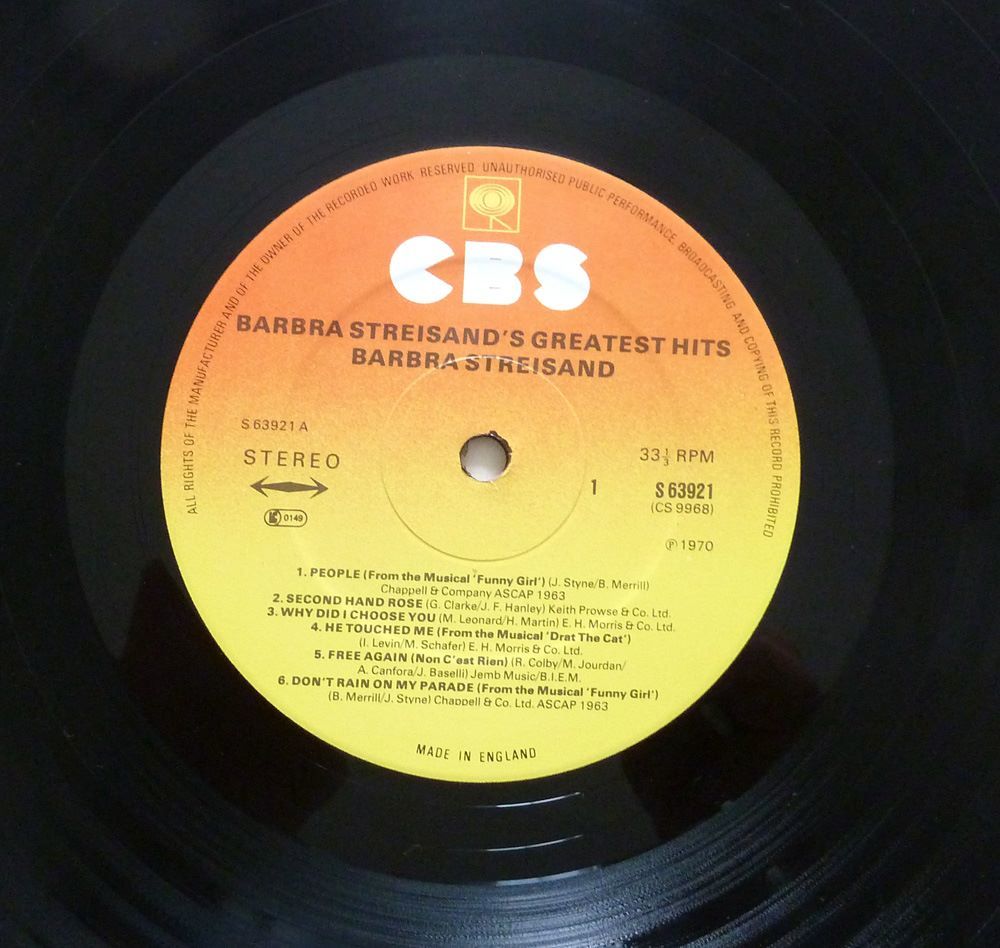 ALL RIGHTS OF THE MANUFACTURER AND OF THE OWNER OF THE RECORDED WORK RESERVED UNAUTHORISED PUBLIC PERFORMANCE BROADCASTING AND COPYING OF THIS RECORD PROHIBITED
CBS
BARBRA STREISAND'S GREATEST HITS
BARBRA STREISAND
S 63921 A
STEREO
33⅓ RPM
1
S 63921
(CS 9968)
0149
℗ 1970
1. PEOPLE (From the Musical 'Funny Girl') (J. Styne/B. Merrill)
Chappell & Company ASCAP 1963
2. SECOND HAND ROSE (G. Clarke/J. F. Hanley) Keith Prowse & Co. Ltd.
3. WHY DID I CHOOSE YOU (M. Leonard/H. Martin) E. H. Morris & Co. Ltd.
4. HE TOUCHED ME (From the Musical 'Drat The Cat')
(I. Levin/M. Schafer) E. H. Morris & Co. Ltd.
5. FREE AGAIN (Non C'est Rien) (R. Colby/M. Jourdan/
A. Canfora/J. Baselli) Jemb Music/B.I.E.M.
6. DON'T RAIN ON MY PARADE (From the Musical 'Funny Girl')
(B. Merrill/J. Styne) Chappell & Co. Ltd. ASCAP 1963
MADE IN ENGLAND